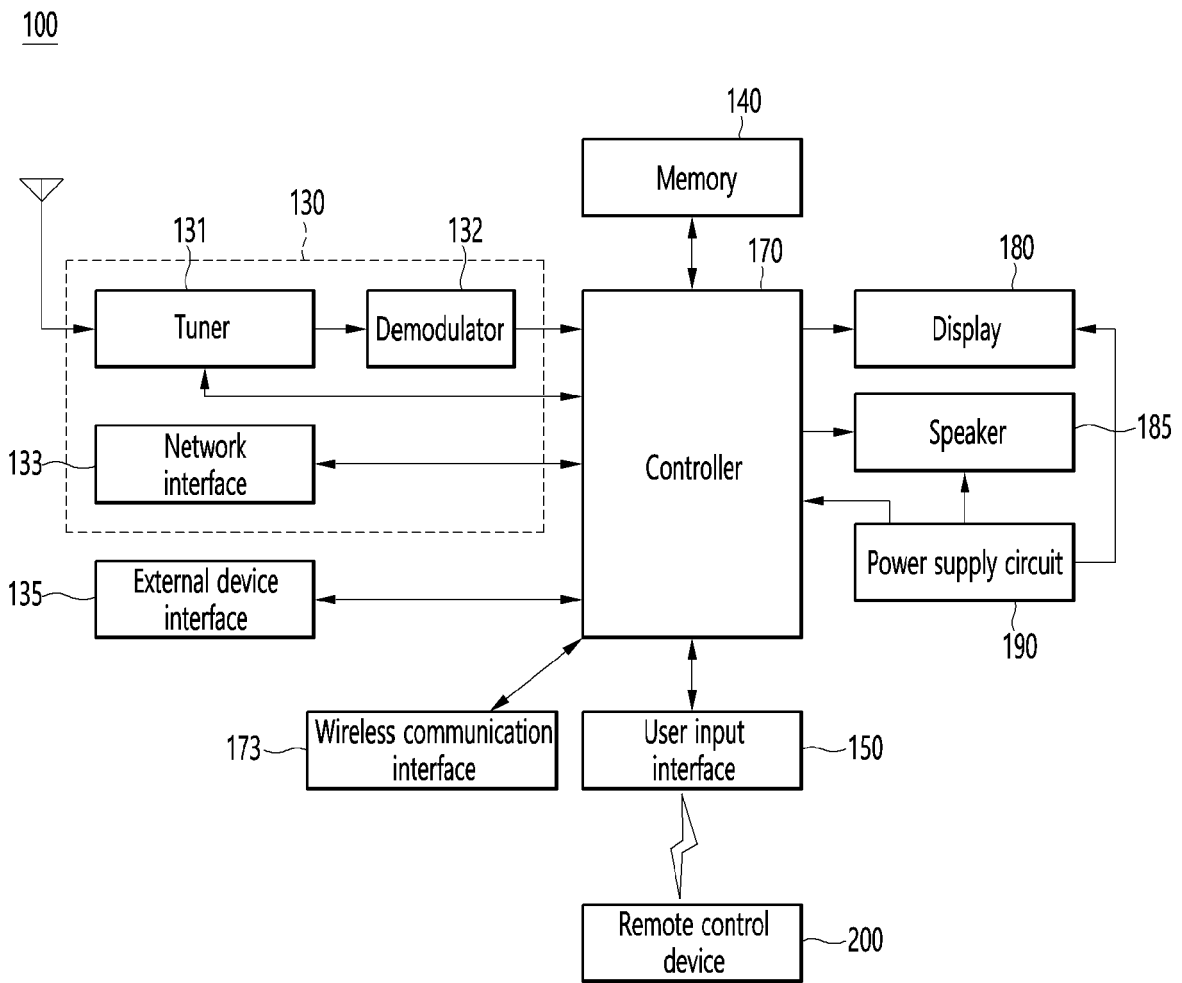 100
140
Memory
130
131
132
170
180
Tuner
Demodulator
Display
Speaker
185
133
Network
interface
Controller
Power supply circuit
190
135
External device
interface
173
Wireless communication
interface
User input
interface
150
Remote control
device
200